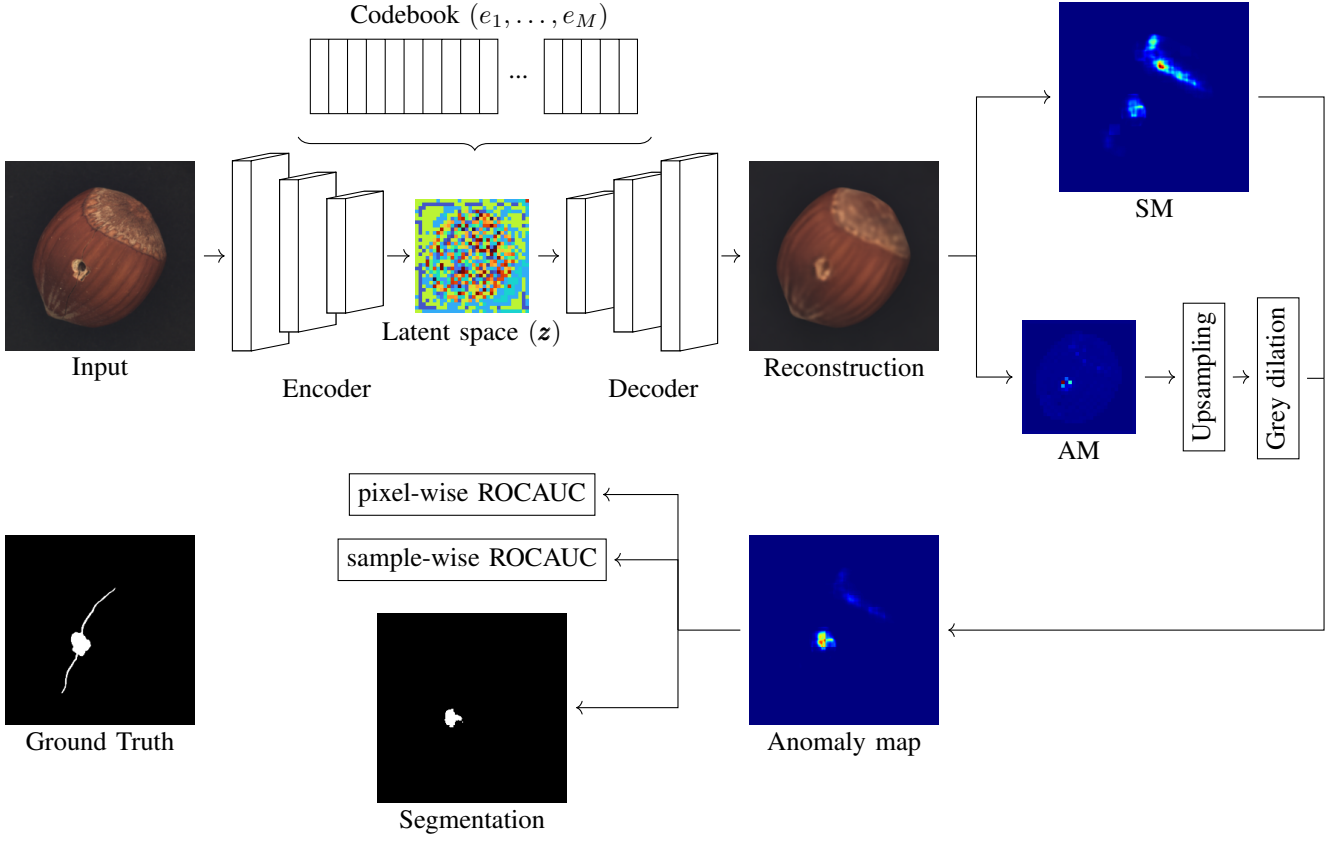 Codebook (e₁, . . . , e_M)
...
SM
Input
Latent space (z)
Encoder
Decoder
Reconstruction
AM
Upsampling
Grey dilation
pixel-wise ROCAUC
sample-wise ROCAUC
Ground Truth
Segmentation
Anomaly map